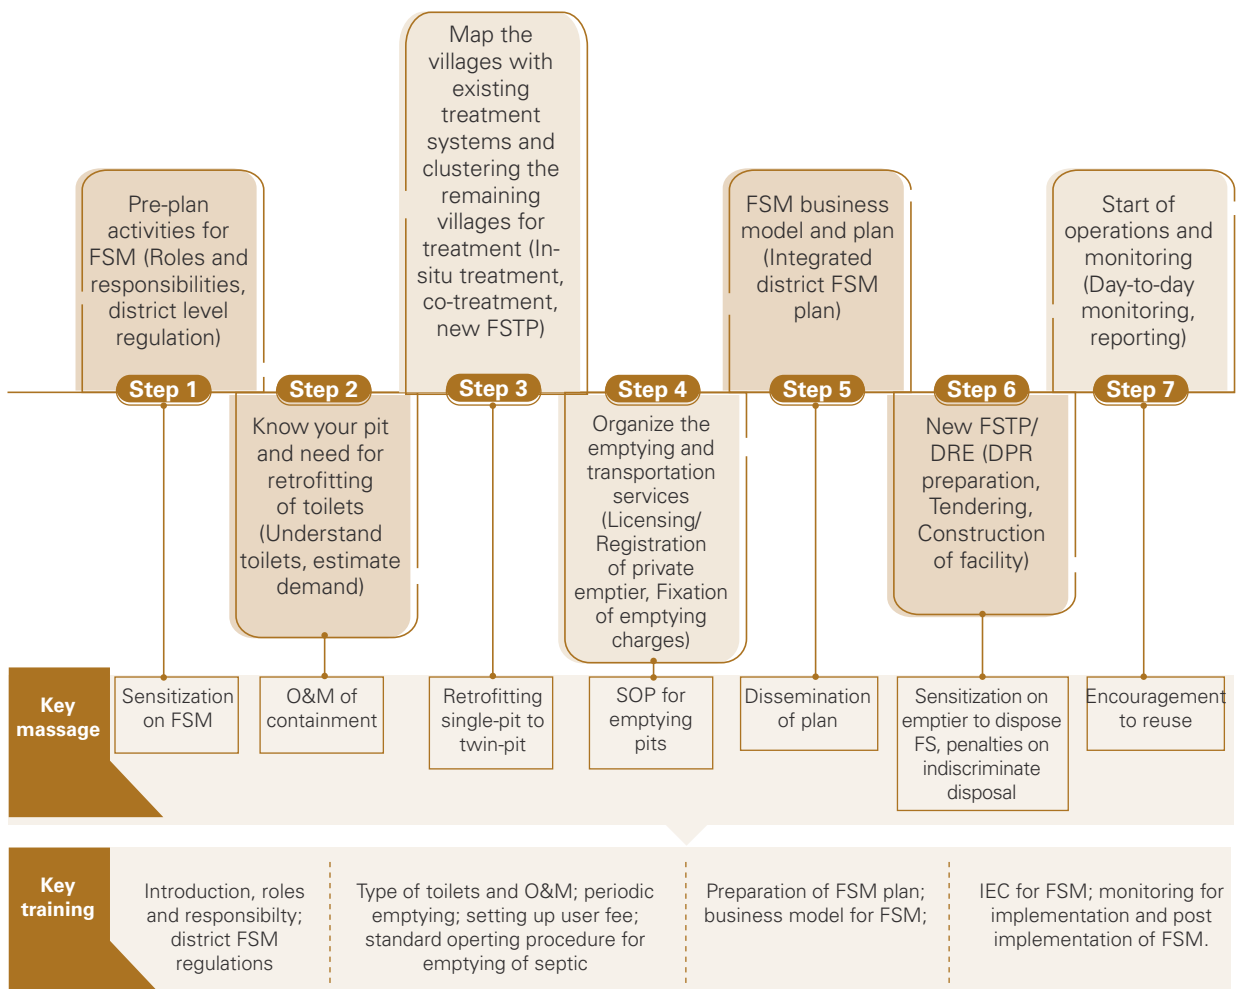 Pre-plan
activities for
FSM (Roles and
responsibilities,
district level
regulation)
Step 1
Know your pit
and need for
retrofitting
of toilets
(Understand
toilets, estimate
demand)
Step 2
Map the
villages with
existing
treatment
systems and
clustering the
remaining
villages for
treatment (In-
situ treatment,
co-treatment,
new FSTP)
Step 3
Step 4
Organize the
emptying and
transportation
services
(Licensing/
Registration
of private
emptier, Fixation
of emptying
charges)
FSM business
model and plan
(Integrated
district FSM
plan)
Step 5
Step 6
New FSTP/
DRE (DPR
preparation,
Tendering,
Construction
of facility)
Start of
operations and
monitoring
(Day-to-day
monitoring,
reporting)
Step 7
Key
massage
Sensitization
on FSM
O&M of
containment
Retrofitting
single-pit to
twin-pit
SOP for
emptying
pits
Dissemination
of plan
Sensitization on
emptier to dispose
FS, penalties on
indiscriminate
disposal
Encouragement
to reuse
Key
training
Introduction, roles
and responsibilty;
district FSM
regulations
Type of toilets and O&M; periodic
emptying; setting up user fee;
standard operting procedure for
emptying of septic
Preparation of FSM plan;
business model for FSM;
IEC for FSM; monitoring for
implementation and post
implementation of FSM.